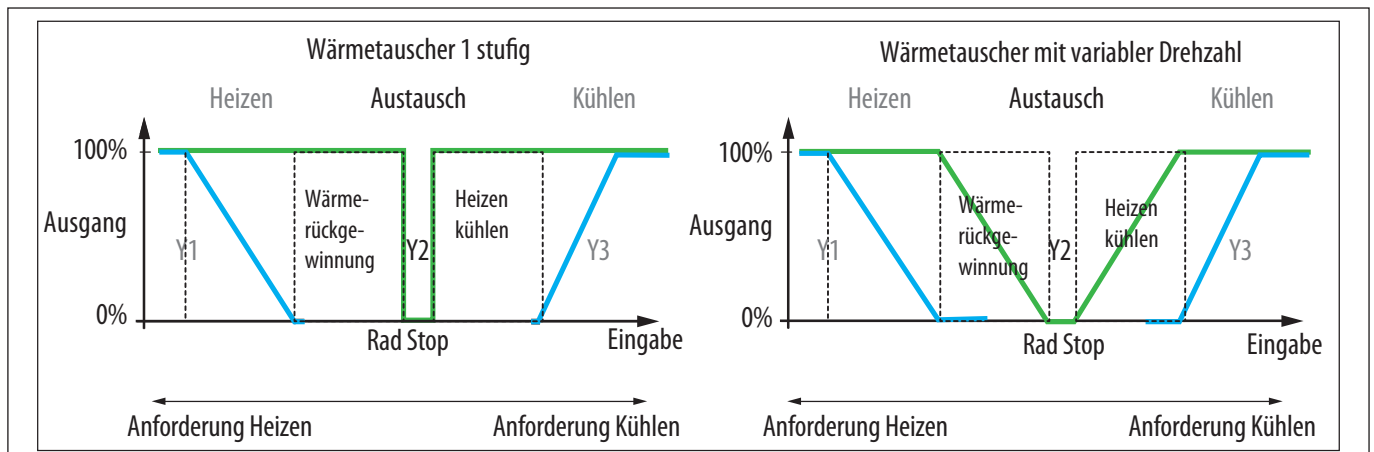 Wärmetauscher 1 stufig
Heizen Austausch Kühlen
100%
Ausgang
0%
Y1
Wärme-
rückge-
winnung
Y2
Heizen
kühlen
Y3
Rad Stop
Eingabe
Anforderung Heizen Anforderung Kühlen
Wärmetauscher mit variabler Drehzahl
Heizen Austausch Kühlen
100%
Ausgang
0%
Y1
Wärme-
rückge-
winnung
Y2
Heizen
kühlen
Y3
Rad Stop
Eingabe
Anforderung Heizen Anforderung Kühlen